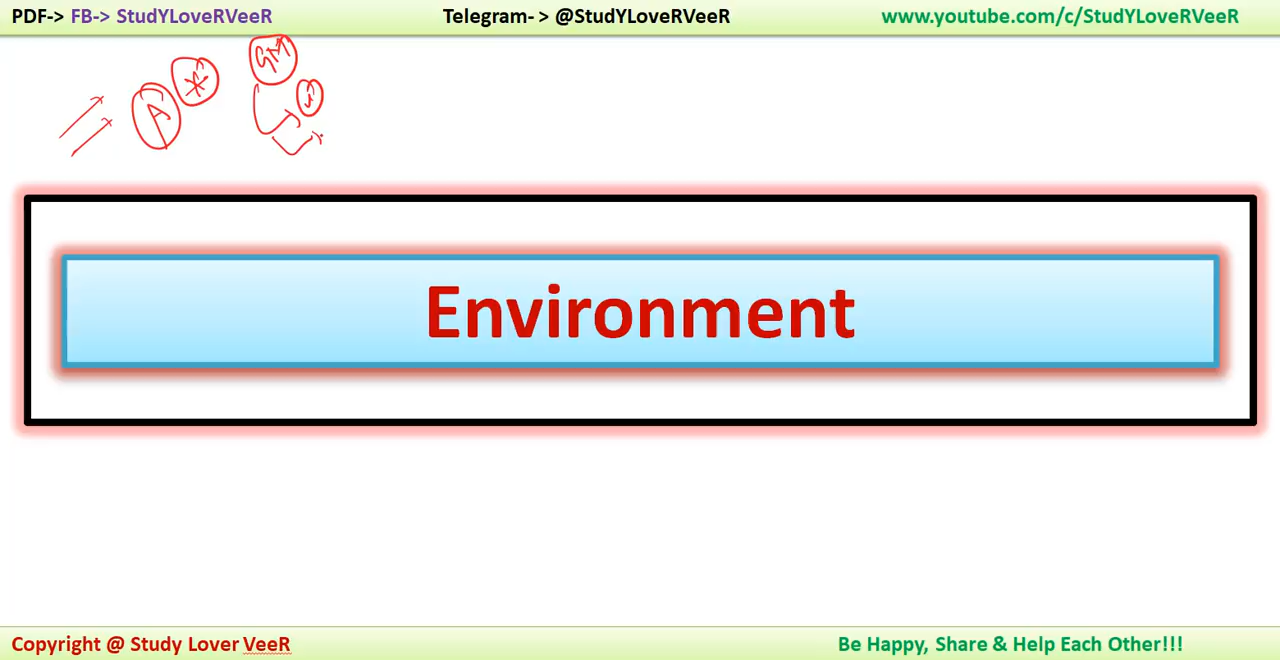 PDF-> FB-> StudYLoveRVeeR Telegram- > @StudYLoveRVeeR www.youtube.com/c/StudYLoveRVeeR
A
SM
Environment
Copyright @ Study Lover VeeR Be Happy, Share & Help Each Other!!!